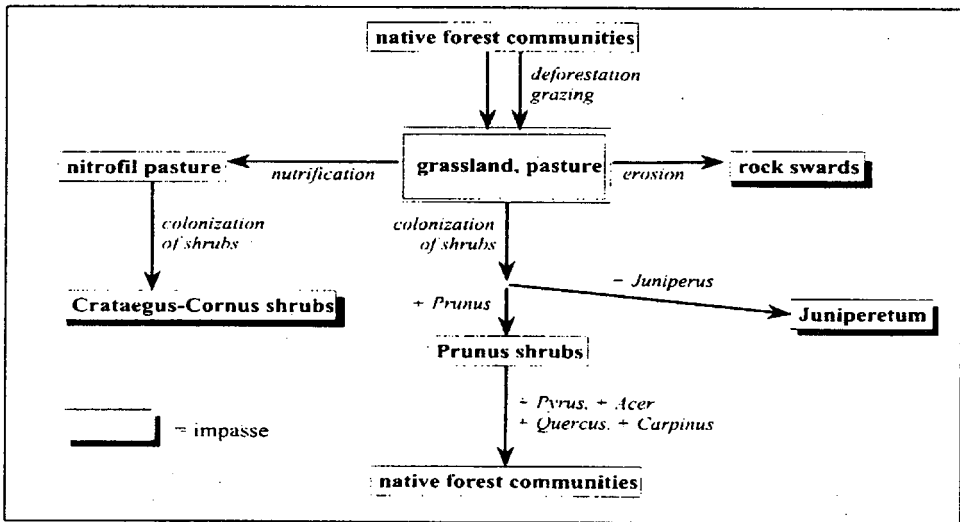 native forest communities
deforestation
grazing
nitrofil pasture
nutrification
grassland, pasture
erosion
rock swards
colonization
of shrubs
colonization
of shrubs
Crataegus-Cornus shrubs
+ Prunus
- Juniperus
Juniperetum
Prunus shrubs
+ Pyrus. + Acer
+ Quercus. + Carpinus
= impasse
native forest communities